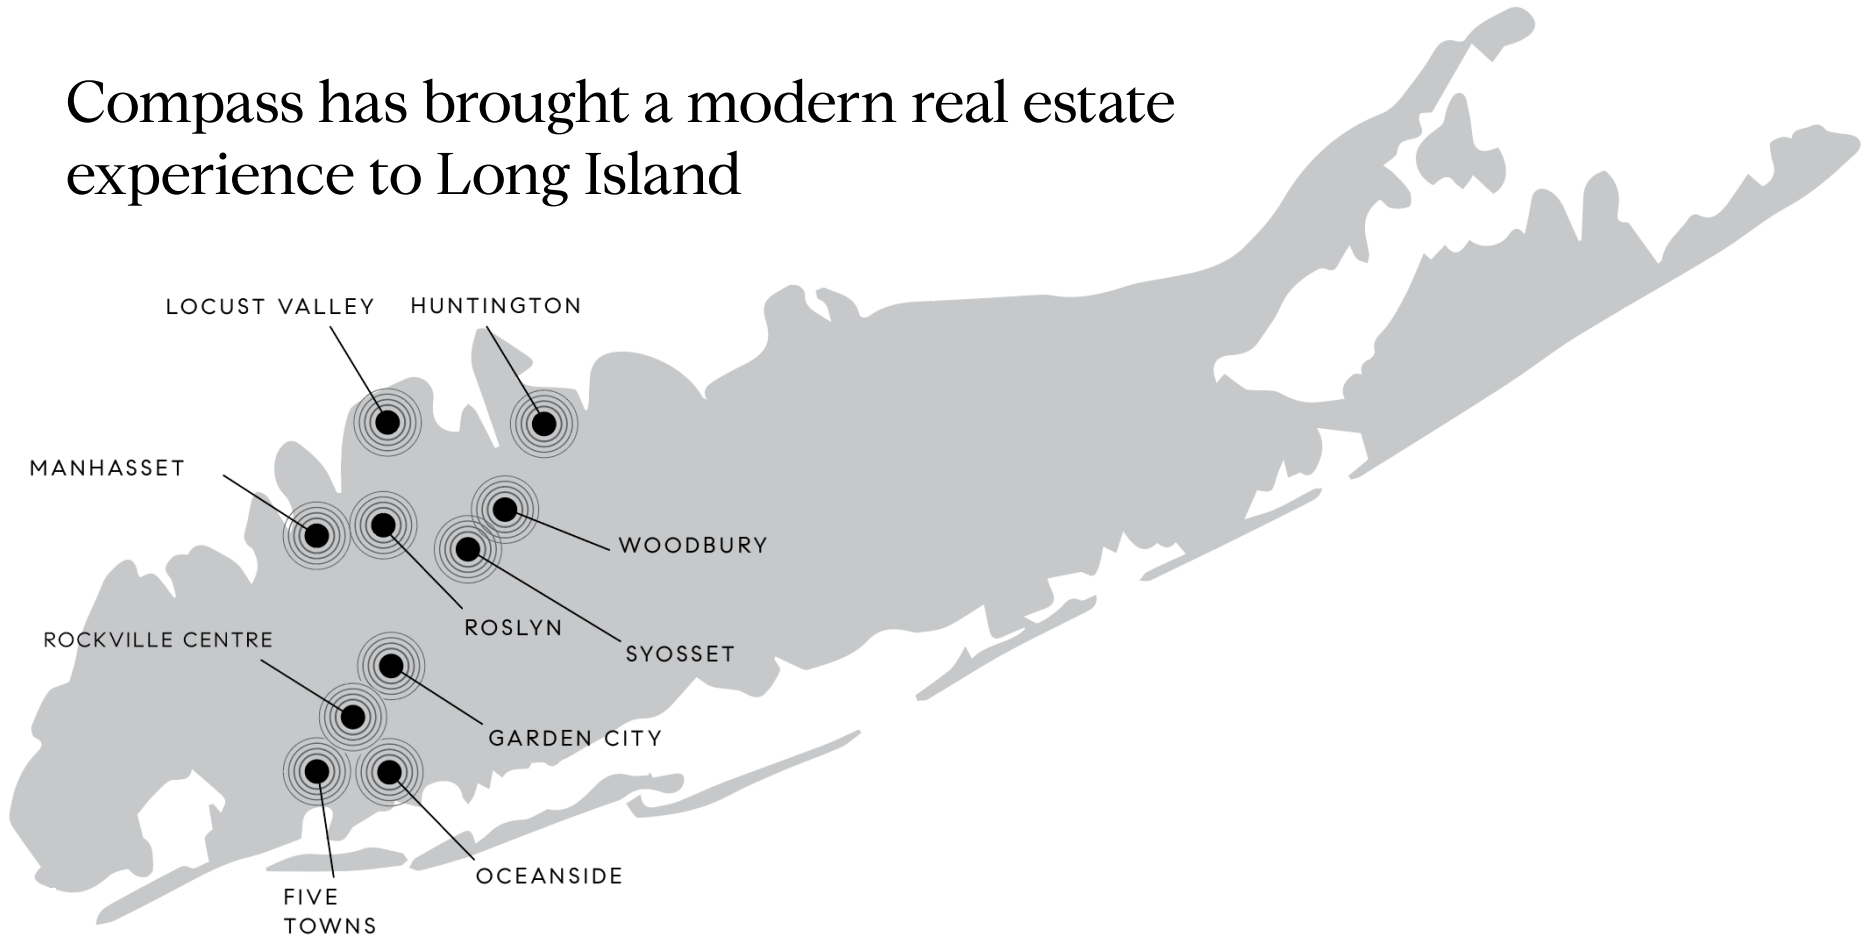 Compass has brought a modern real estate
experience to Long Island
LOCUST VALLEY
HUNTINGTON
MANHASSET
WOODBURY
ROSLYN
ROCKVILLE CENTRE
SYOSSET
GARDEN CITY
OCEANSIDE
FIVE
TOWNS